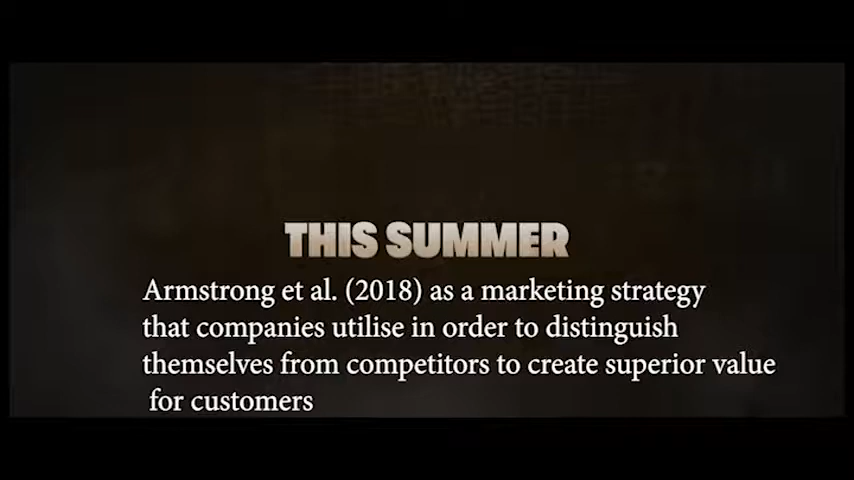 THIS SUMMER
Armstrong et al. (2018) as a marketing strategy
that companies utilise in order to distinguish
themselves from competitors to create superior value
for customers